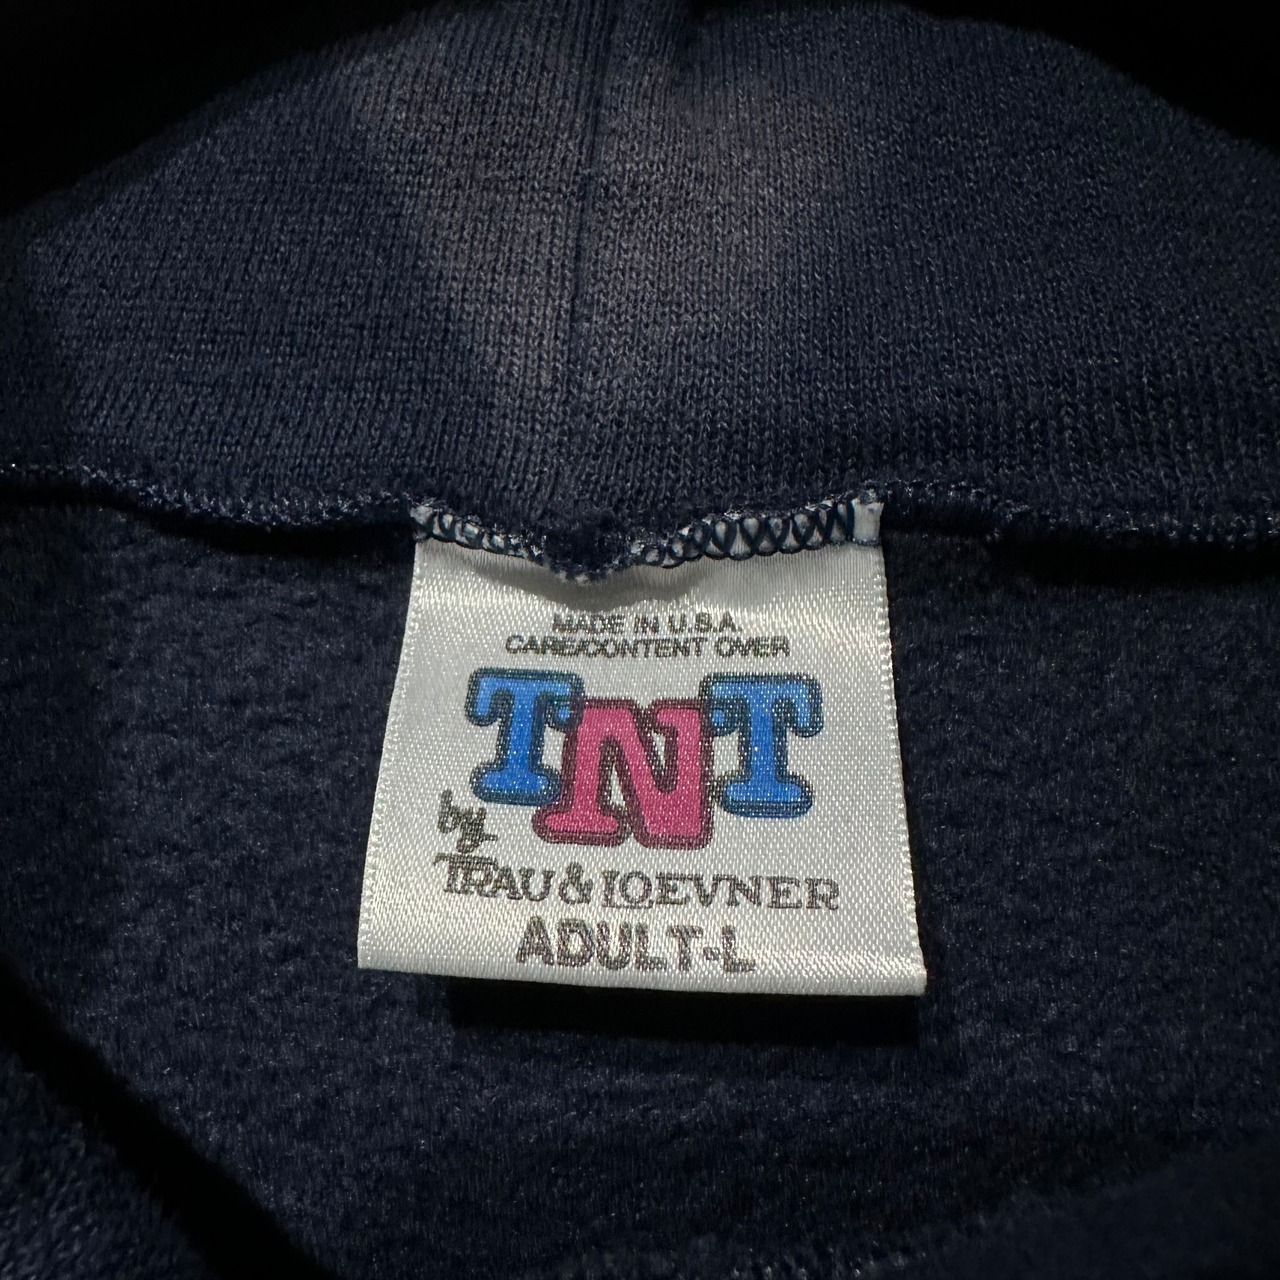 MADE IN U.S.A.
CARE/CONTENT OVER
TNT
by
TRAU & LOEVNER
ADULT-L